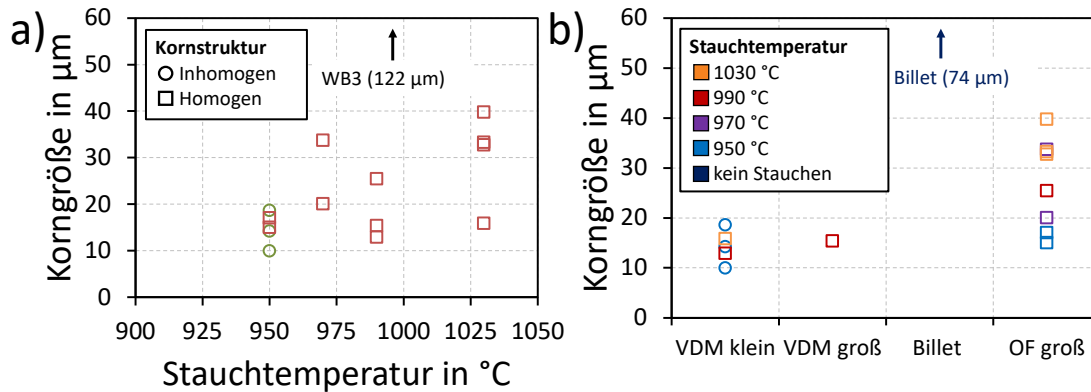 a)
Korngröße in µm
60
50
40
30
20
10
0
Kornstruktur
Inhomogen
Homogen
WB3 (122 µm)
900 925 950 975 1000 1025 1050
Stauchtemperatur in °C
b)
Korngröße in µm
60
50
40
30
20
10
0
Stauchtemperatur
1030 °C
990 °C
970 °C
950 °C
kein Stauchen
Billet (74 µm)
VDM klein VDM groß Billet OF groß